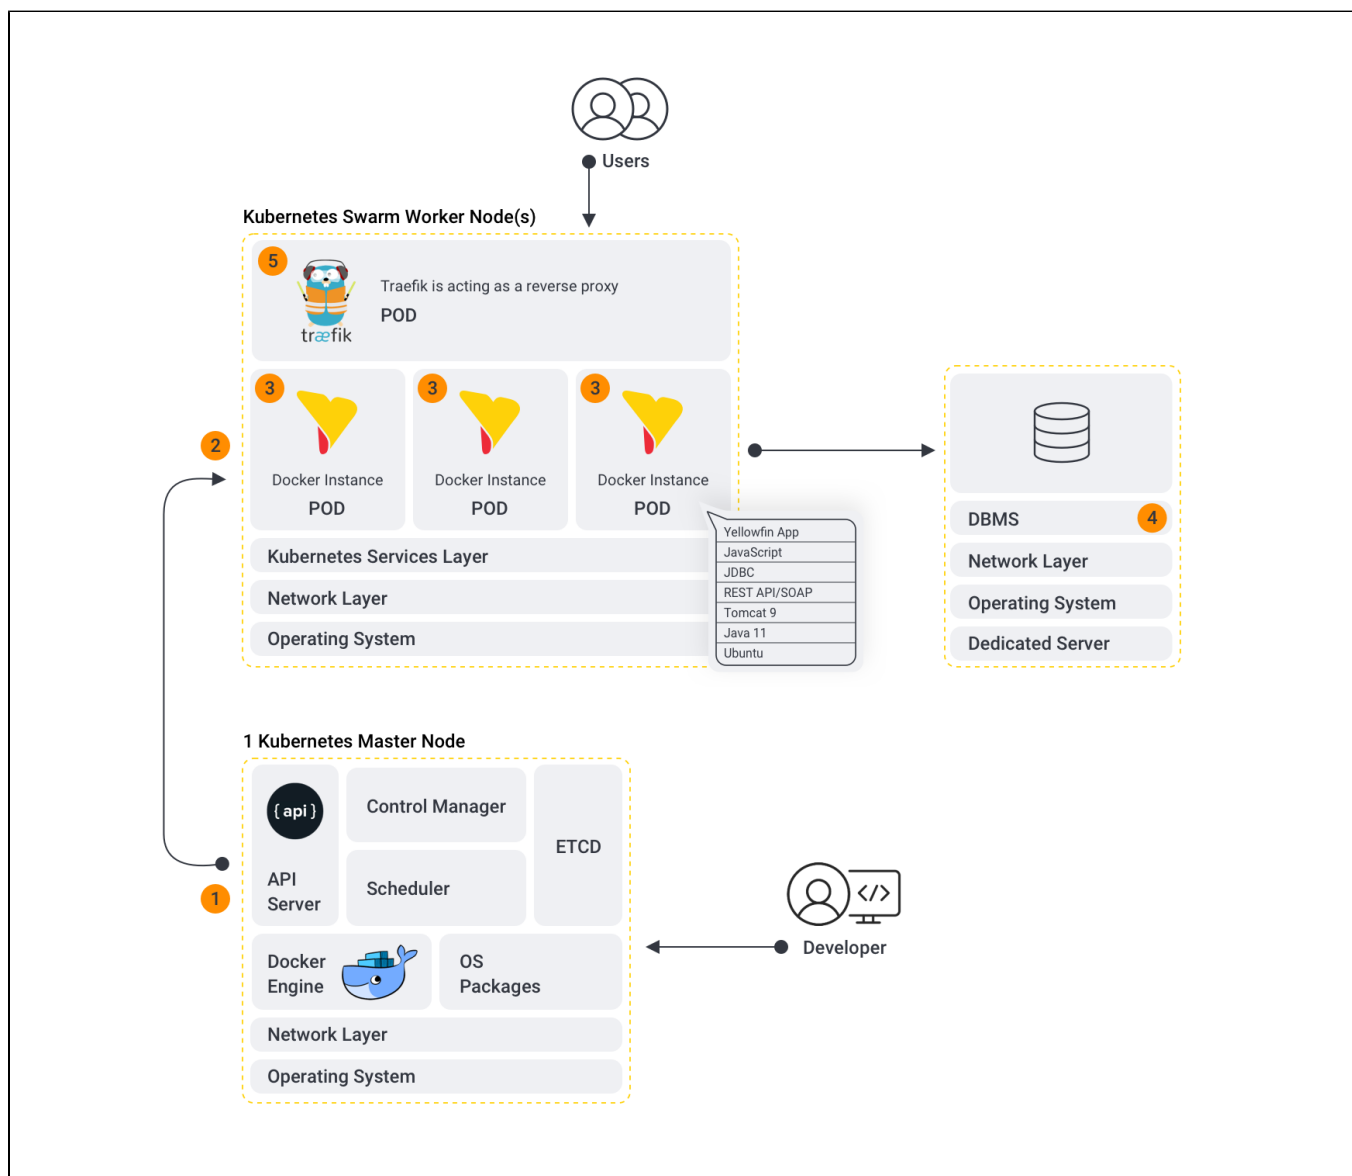 Users
Kubernetes Swarm Worker Node(s)
5
træfik
Traefik is acting as a reverse proxy
POD
3
Docker Instance
POD
3
Docker Instance
POD
3
Docker Instance
POD
2
Kubernetes Services Layer
Network Layer
Operating System
Yellowfin App
JavaScript
JDBC
REST API/SOAP
Tomcat 9
Java 11
Ubuntu
DBMS
4
Network Layer
Operating System
Dedicated Server
1 Kubernetes Master Node
{ api }
API
Server
1
Control Manager
Scheduler
ETCD
Docker
Engine
OS
Packages
Network Layer
Operating System
</>
Developer